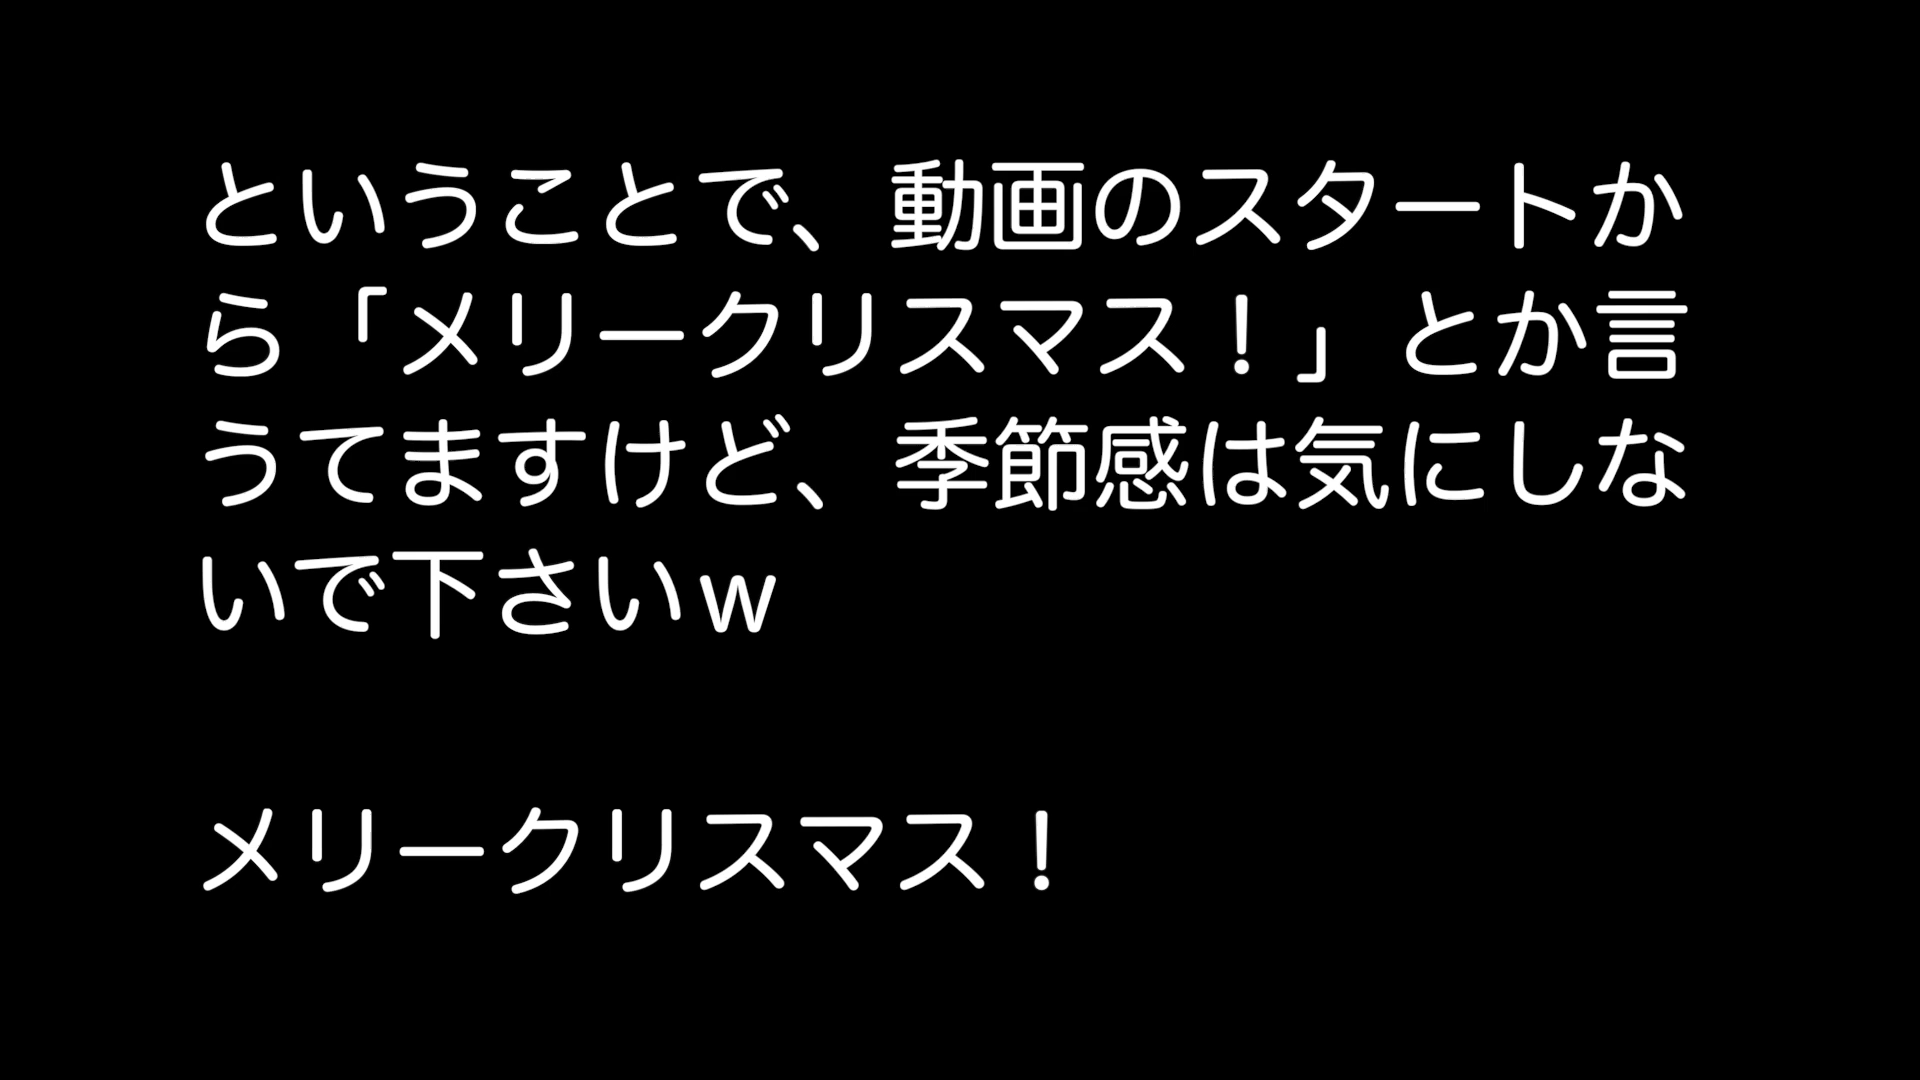 ということで、動画のスタートか
ら「メリークリスマス！」とか言
うてますけど、季節感は気にしな
いで下さいｗ
メリークリスマス！